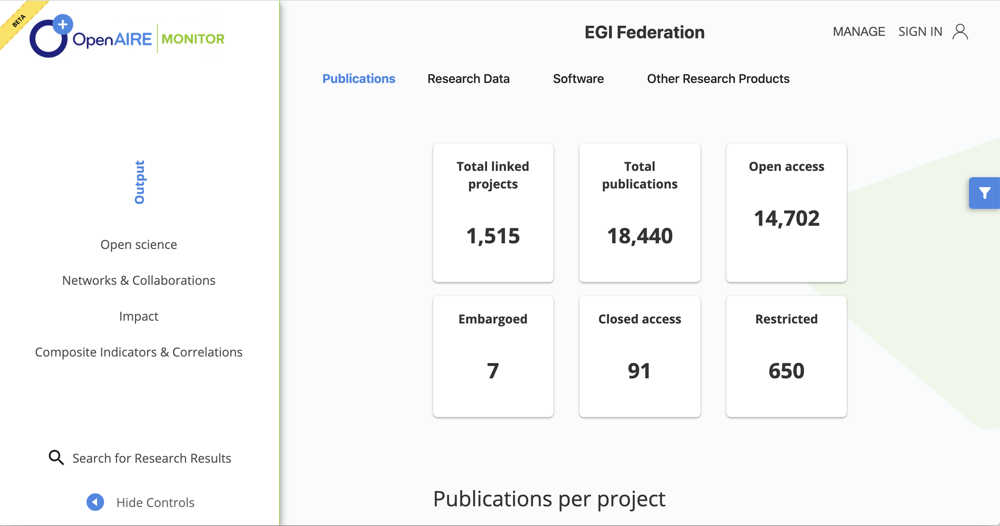 BETA
OpenAIRE MONITOR
EGI Federation
MANAGE SIGN IN
Publications Research Data Software Other Research Products
Output
Open science
Networks & Collaborations
Impact
Composite Indicators & Correlations
Search for Research Results
Hide Controls
Total linked
projects
1,515
Total
publications
18,440
Open access
14,702
Embargoed
7
Closed access
91
Restricted
650
Publications per project